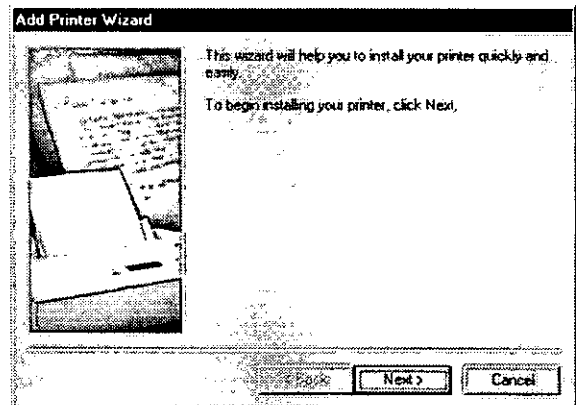 Add Printer Wizard
This wizard will help you to install your printer quickly and
easily.
To begin installing your printer, click Next.
< Back
Next >
Cancel